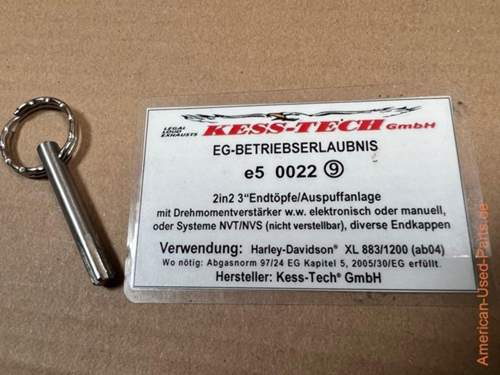 LEGAL
LOUD
EXHAUSTS
KESS-TECH GmbH
EG-BETRIEBSERLAUBNIS
e5 0022 ⑨
2in2 3"Endtöpfe/Auspuffanlage
mit Drehmomentverstärker w.w. elektronisch oder manuell,
oder Systeme NVT/NVS (nicht verstellbar), diverse Endkappen
Verwendung: Harley-Davidson® XL 883/1200 (ab04)
Wo nötig: Abgasnorm 97/24 EG Kapitel 5, 2005/30/EG erfüllt.
Hersteller: Kess-Tech® GmbH
American-Used-Parts.de